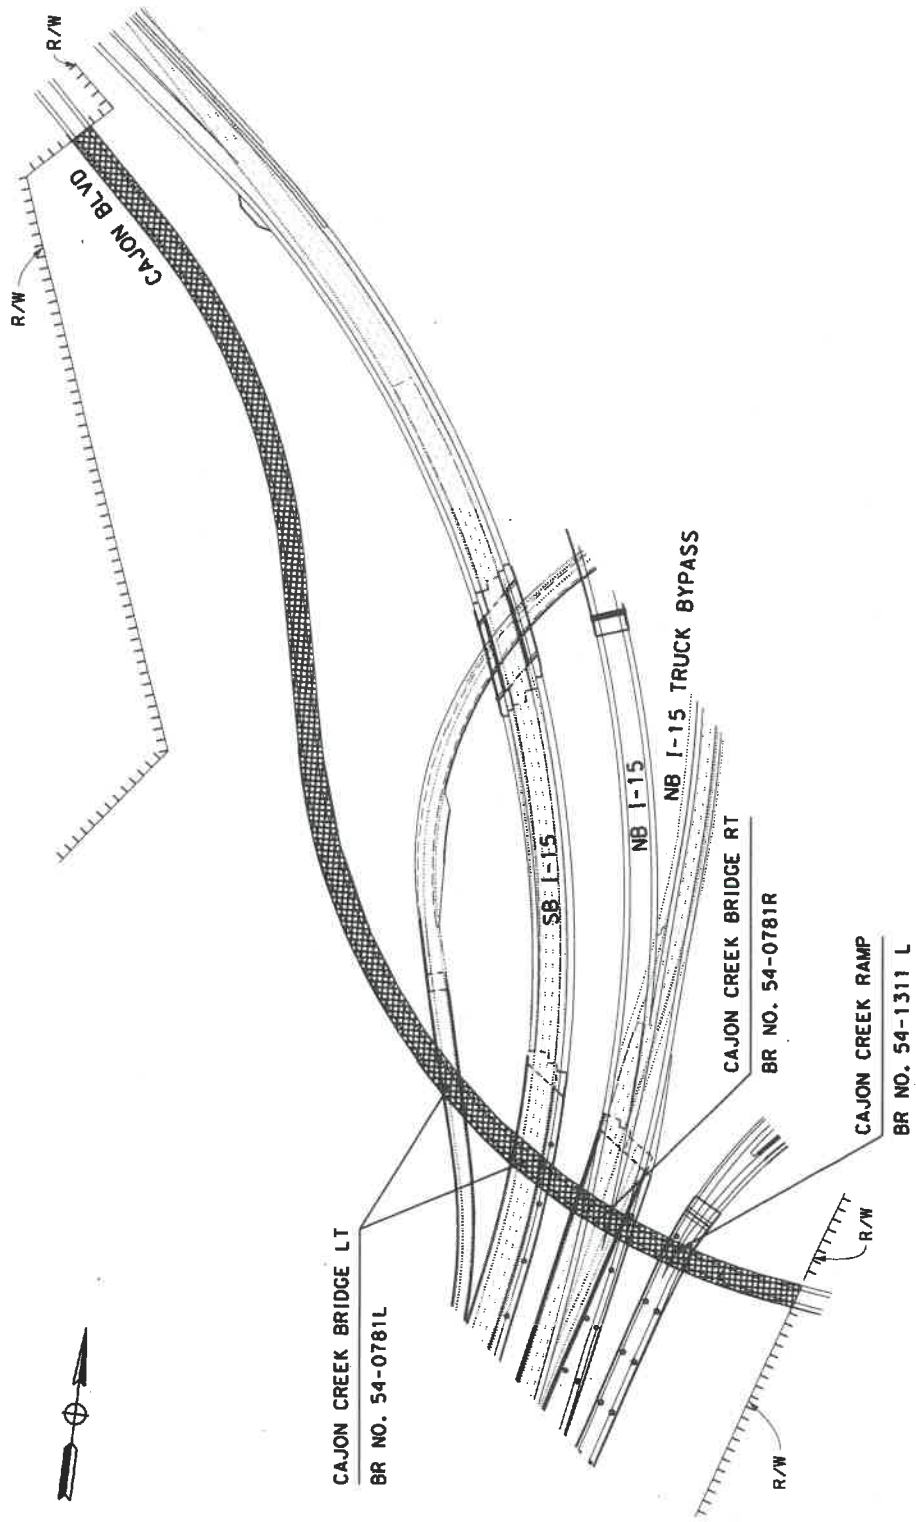 R/W
R/W
CAJON BLVD
NB I-15 TRUCK BYPASS
NB I-15
SB I-15
CAJON CREEK BRIDGE RT
BR NO. 54-0781R
CAJON CREEK RAMP
BR NO. 54-1311 L
CAJON CREEK BRIDGE LT
BR NO. 54-0781L
R/W
R/W